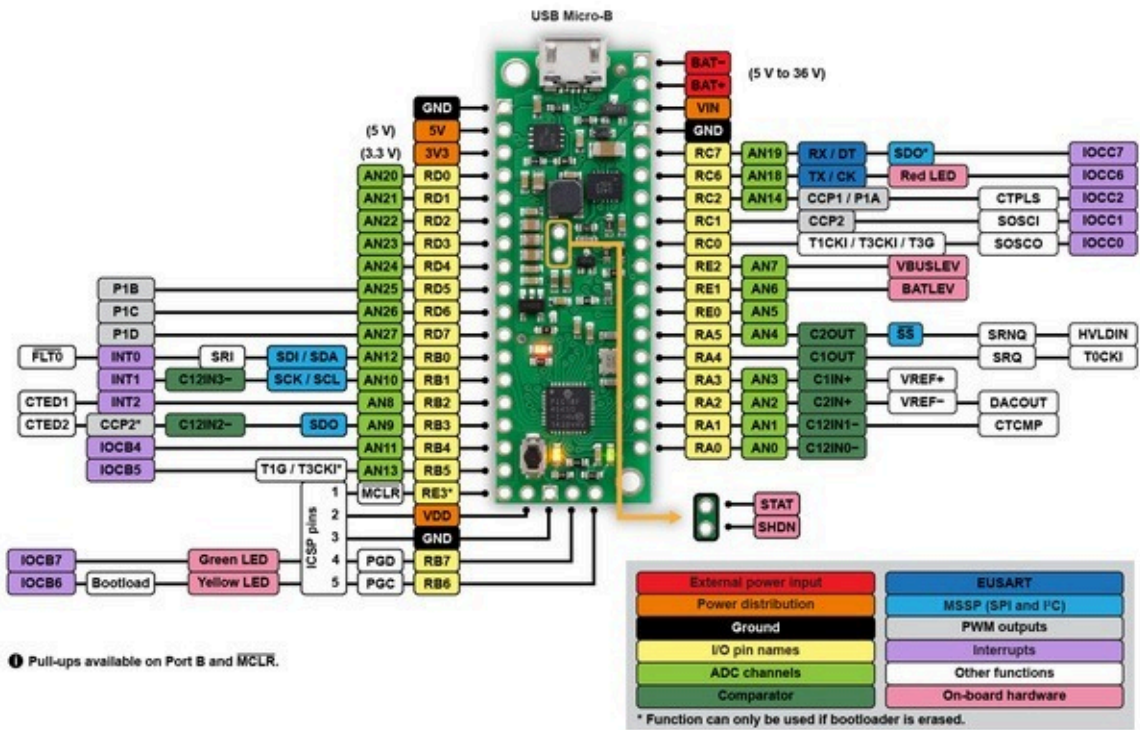 USB Micro-B
BAT− (5 V to 36 V)
BAT+
GND VIN
(5 V) 5V GND
(3.3 V) 3V3 RC7 AN19 RX / DT SDO* IOCC7
AN20 RD0 RC6 AN18 TX / CK Red LED IOCC6
AN21 RD1 RC2 AN14 CCP1 / P1A CTPLS IOCC2
AN22 RD2 RC1 CCP2 SOSCI IOCC1
AN23 RD3 RC0 T1CKI / T3CKI / T3G SOSCO IOCC0
AN24 RD4 RE2 AN7 VBUSLEV
P1B AN25 RD5 RE1 AN6 BATLEV
P1C AN26 RD6 RE0 AN5
P1D AN27 RD7 RA5 AN4 C2OUT SS SRNQ HVLDIN
FLT0 INT0 SRI SDI / SDA AN12 RB0 RA4 C1OUT SRQ T0CKI
INT1 C12IN3− SCK / SCL AN10 RB1 RA3 AN3 C1IN+ VREF+
CTED1 INT2 AN8 RB2 RA2 AN2 C2IN+ VREF− DACOUT
CTED2 CCP2* C12IN2− SDO AN9 RB3 RA1 AN1 C12IN1− CTCMP
IOCB4 AN11 RB4 RA0 AN0 C12IN0−
IOCB5 T1G / T3CKI* AN13 RB5
ICSP pins
1 MCLR RE3*
2 VDD
3 GND
IOCB7 Green LED 4 PGD RB7
IOCB6 Bootload Yellow LED 5 PGC RB6
STAT
SHDN
External power input EUSART
Power distribution MSSP (SPI and I²C)
Ground PWM outputs
I/O pin names Interrupts
ADC channels Other functions
Comparator On-board hardware
* Function can only be used if bootloader is erased.
Pull-ups available on Port B and MCLR.